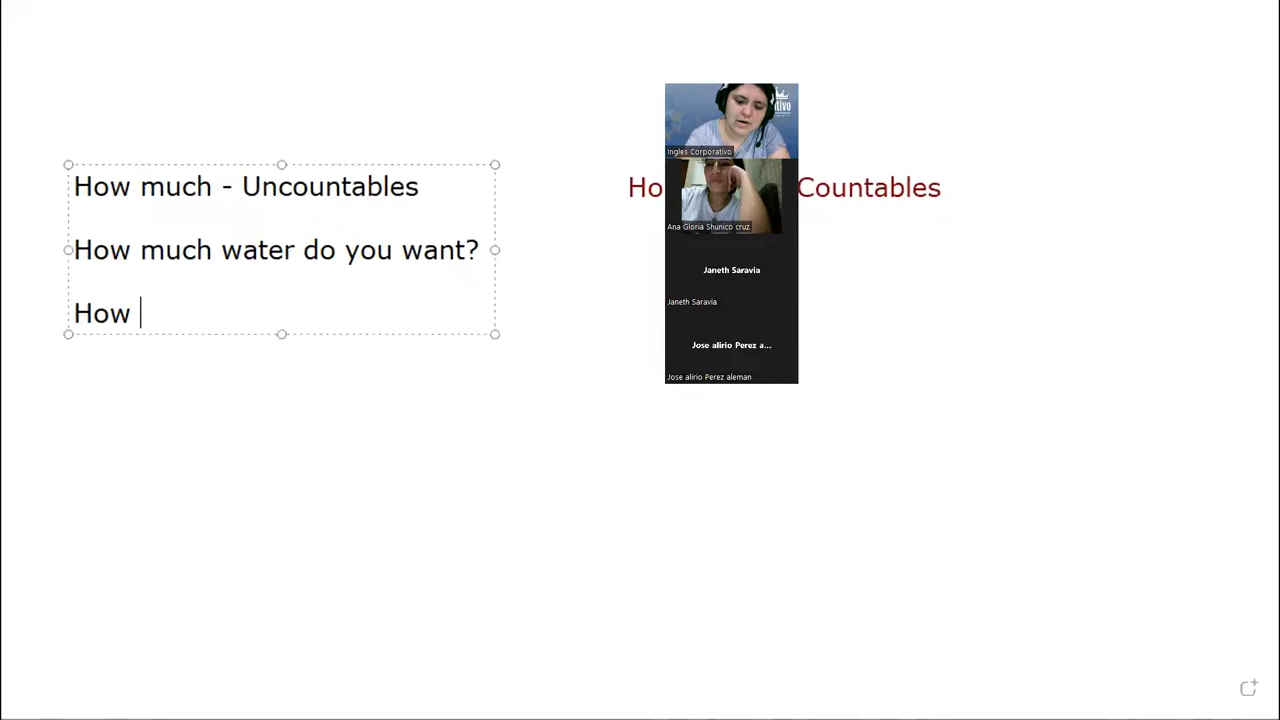 How much - Uncountables
How much water do you want?
How
Ho
Countables
tivo
Ingles Corporativo
Ana Gloria Shunico cruz
Janeth Saravia
Janeth Saravia
Jose alirio Perez a...
Jose alirio Perez aleman